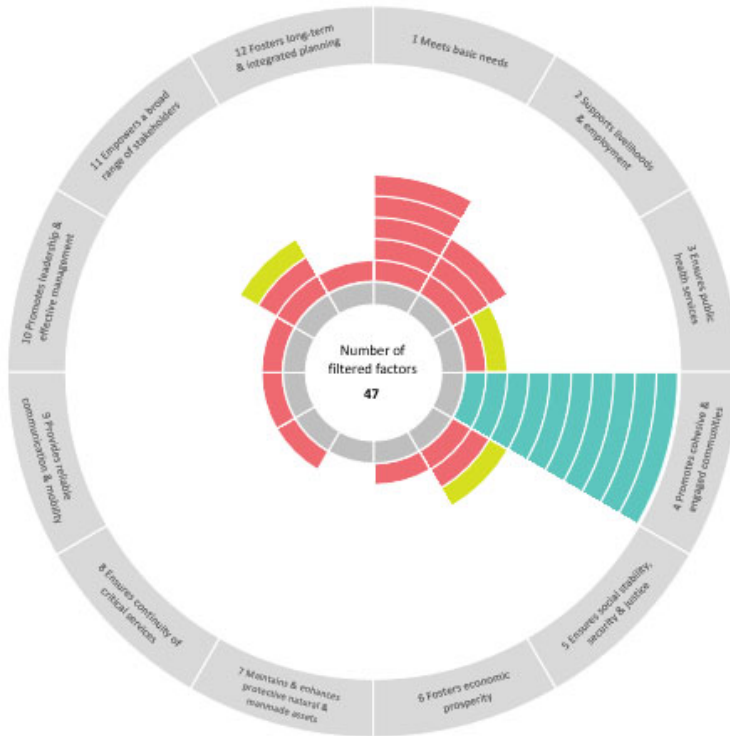 1 Meets basic needs
2 Supports livelihoods
& employment
3 Ensures public
health services
4 Promotes cohesive &
engaged communities
5 Ensures social stability,
security & justice
6 Fosters economic
prosperity
7 Maintains & enhances
protective natural &
manmade assets
8 Ensures continuity of
critical services
9 Provides reliable
communication & mobility
10 Promotes leadership &
effective management
11 Empowers a broad
range of stakeholders
12 Fosters long-term
& integrated planning
Number of
filtered factors
47